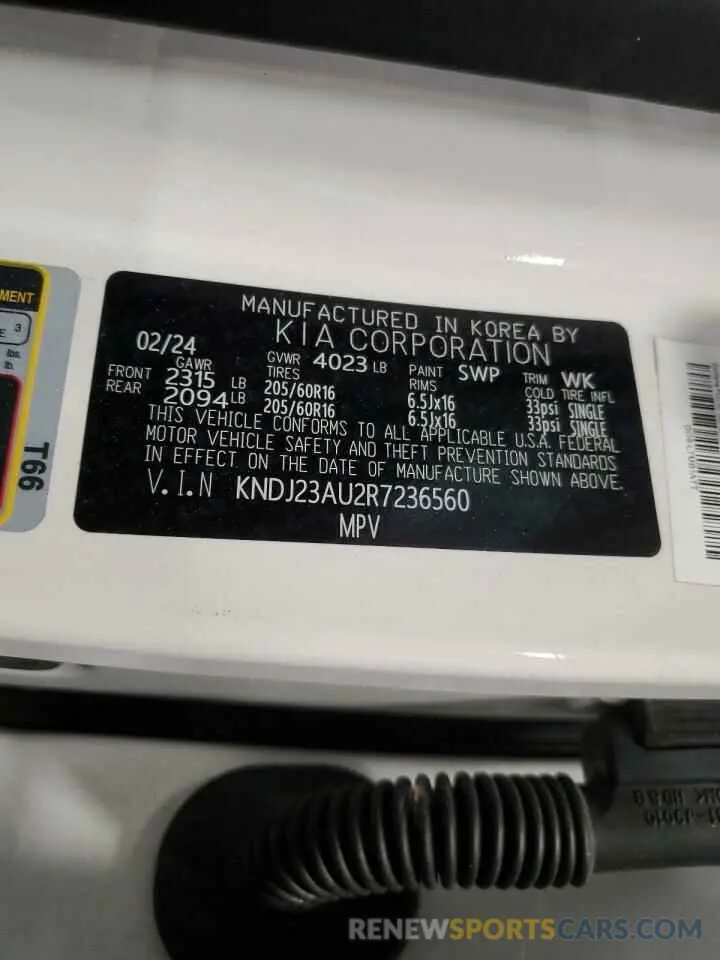 MENT
3
lbs.
lb.
T66
MANUFACTURED IN KOREA BY
KIA CORPORATION
02/24 GVWR 4023 LB PAINT SWP TRIM WK
GAWR TIRES RIMS COLD TIRE INFL
FRONT 2315 LB 205/60R16 6.5Jx16 33psi SINGLE
REAR 2094 LB 205/60R16 6.5Jx16 33psi SINGLE
THIS VEHICLE CONFORMS TO ALL APPLICABLE U.S.A. FEDERAL
MOTOR VEHICLE SAFETY AND THEFT PREVENTION STANDARDS
IN EFFECT ON THE DATE OF MANUFACTURE SHOWN ABOVE.
V.I.N KNDJ23AU2R7236560
MPV
RENEWSPORTSCARS.COM